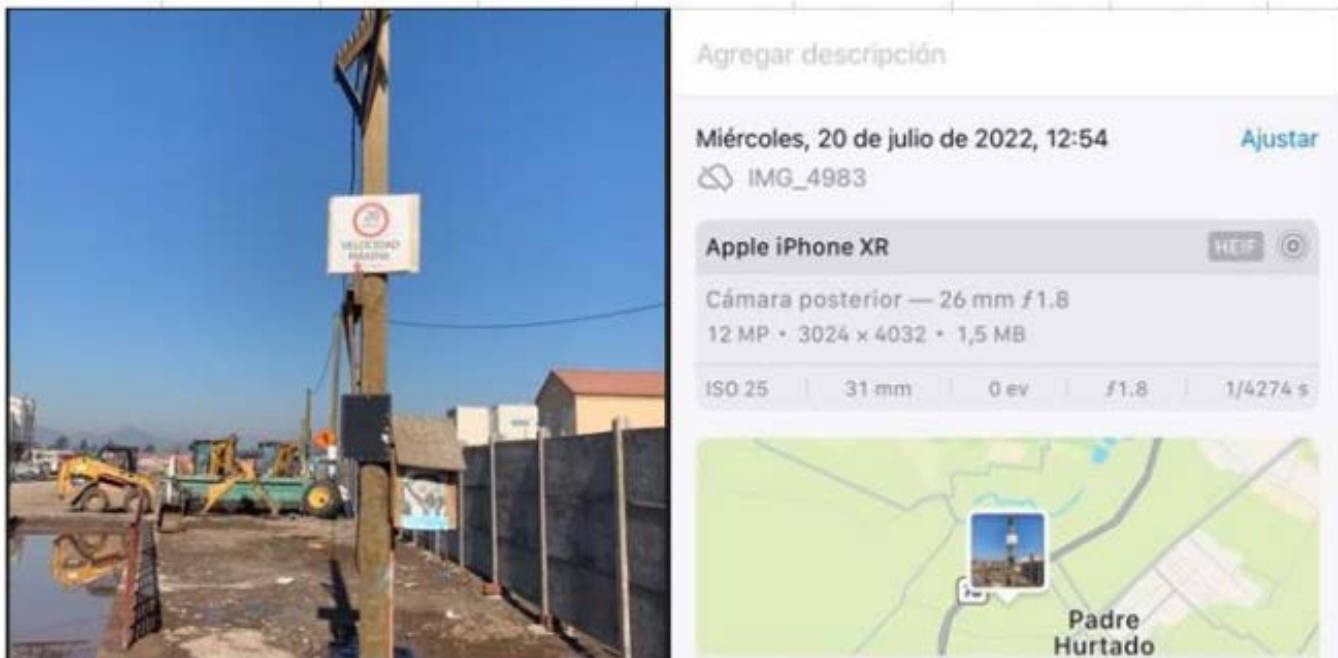 20
VELOCIDAD
MÁXIMA
Agregar descripción
Miércoles, 20 de julio de 2022, 12:54
Ajustar
IMG_4983
Apple iPhone XR
HEIF
Cámara posterior — 26 mm ƒ1.8
12 MP • 3024 x 4032 • 1,5 MB
ISO 25
31 mm
0 ev
ƒ1.8
1/4274 s
Padre
Hurtado